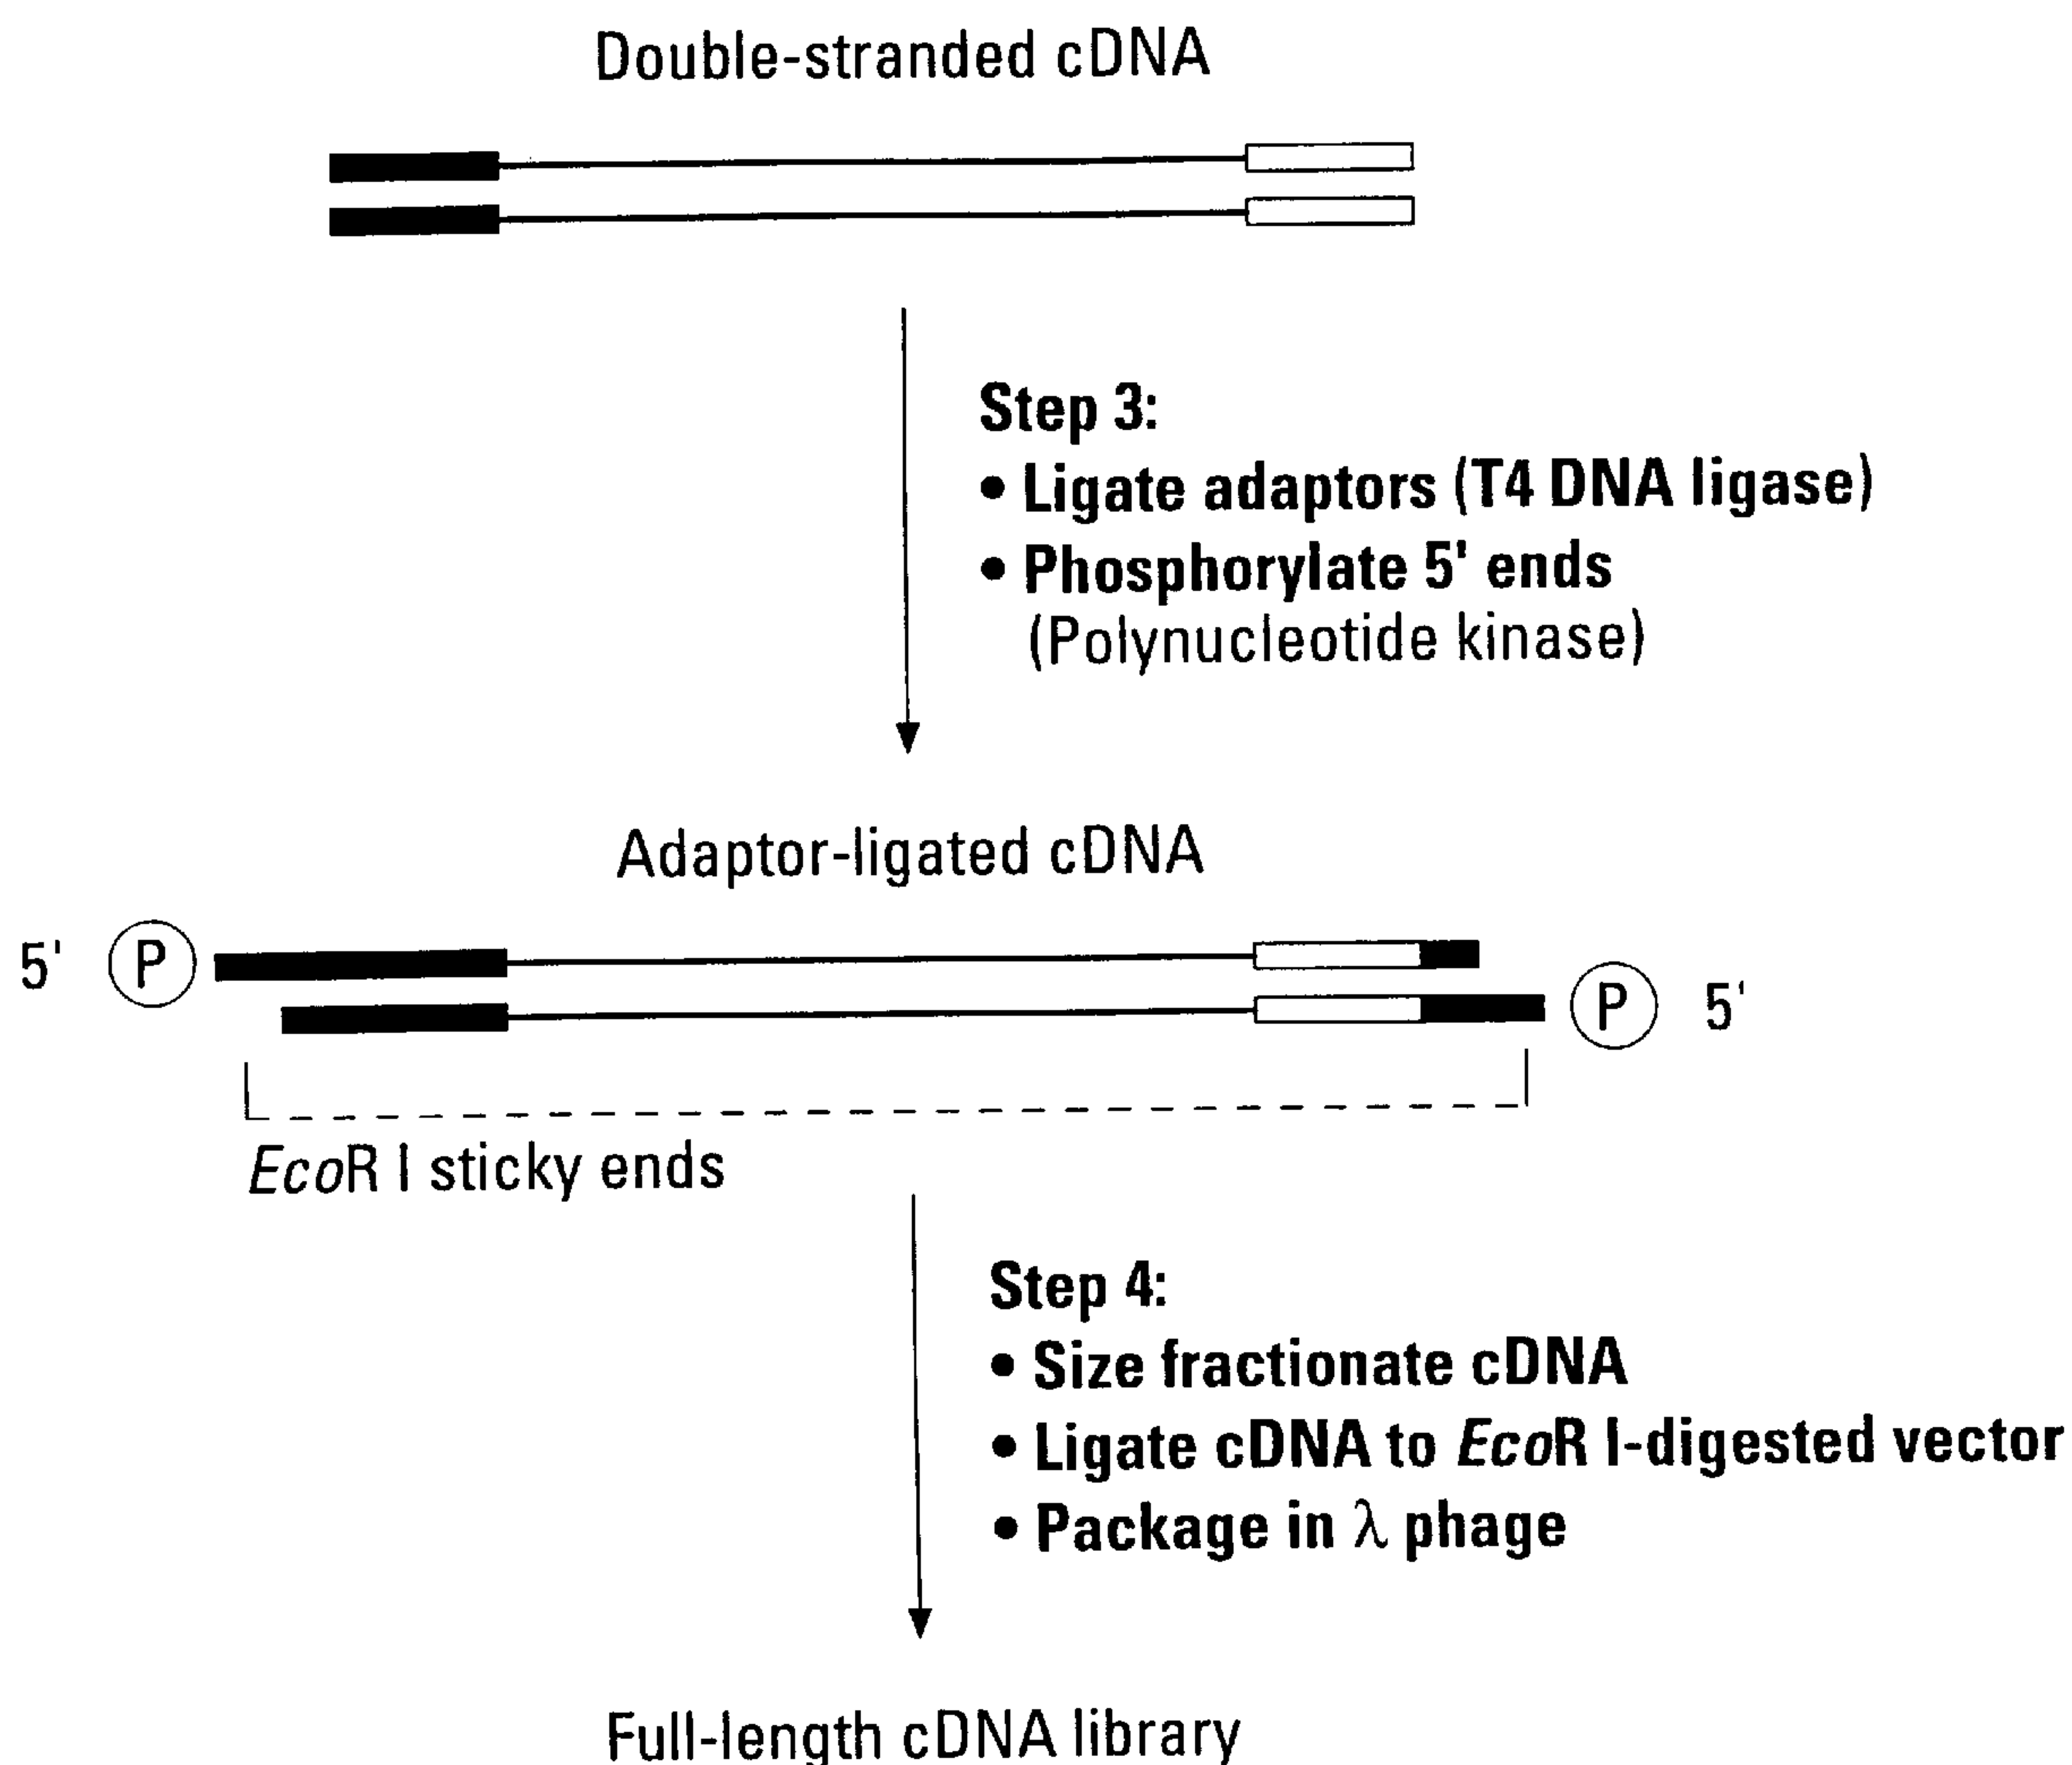 Double-stranded cDNA
Step 3:
• Ligate adaptors (T4 DNA ligase)
• Phosphorylate 5' ends
(Polynucleotide kinase)
Adaptor-ligated cDNA
5' P
P 5'
EcoR I sticky ends
Step 4:
• Size fractionate cDNA
• Ligate cDNA to EcoR I-digested vector
• Package in λ phage
Full-length cDNA library